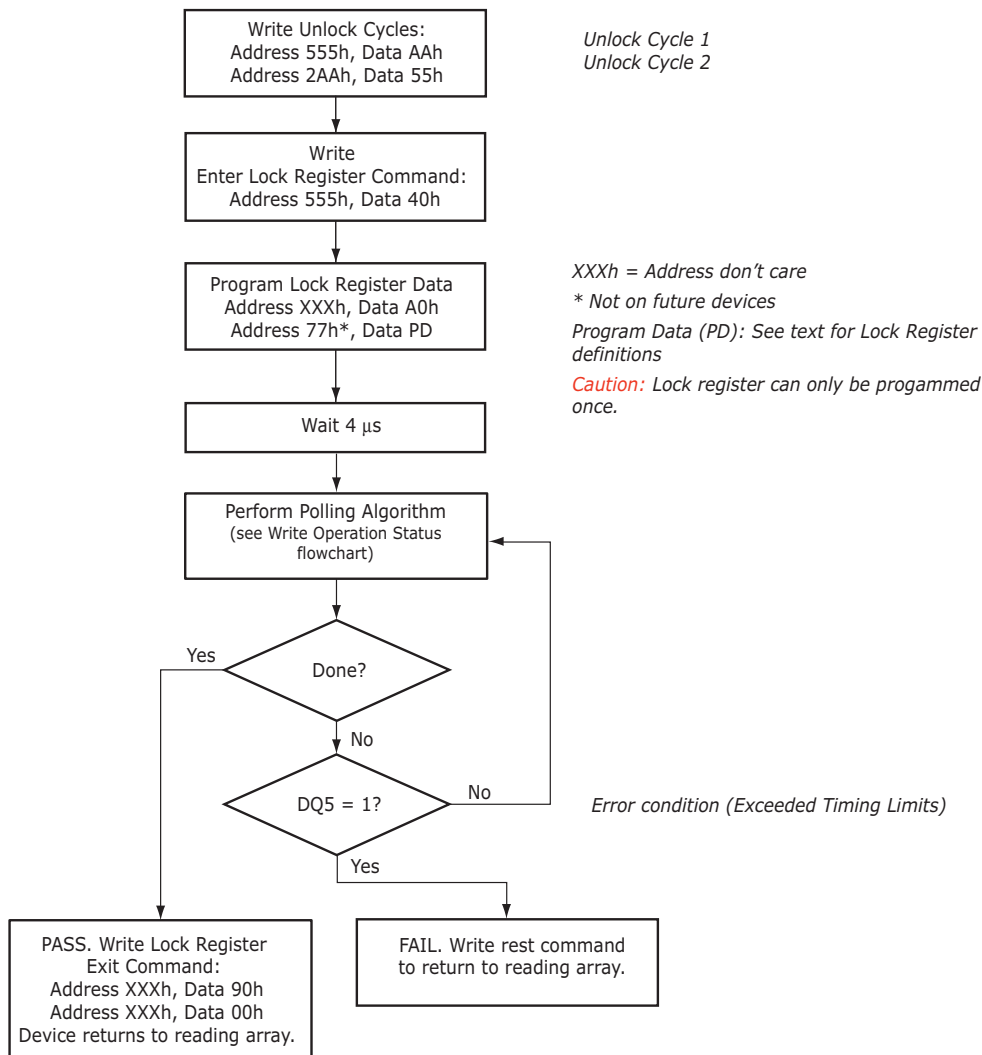 Write Unlock Cycles:
Address 555h, Data AAh
Address 2AAh, Data 55h
Unlock Cycle 1
Unlock Cycle 2
Write
Enter Lock Register Command:
Address 555h, Data 40h
Program Lock Register Data
Address XXXh, Data A0h
Address 77h*, Data PD
XXXh = Address don't care
* Not on future devices
Program Data (PD): See text for Lock Register
definitions
Caution: Lock register can only be progammed
once.
Wait 4 μs
Perform Polling Algorithm
(see Write Operation Status
flowchart)
Yes
Done?
No
DQ5 = 1?
No
Error condition (Exceeded Timing Limits)
Yes
PASS. Write Lock Register
Exit Command:
Address XXXh, Data 90h
Address XXXh, Data 00h
Device returns to reading array.
FAIL. Write rest command
to return to reading array.